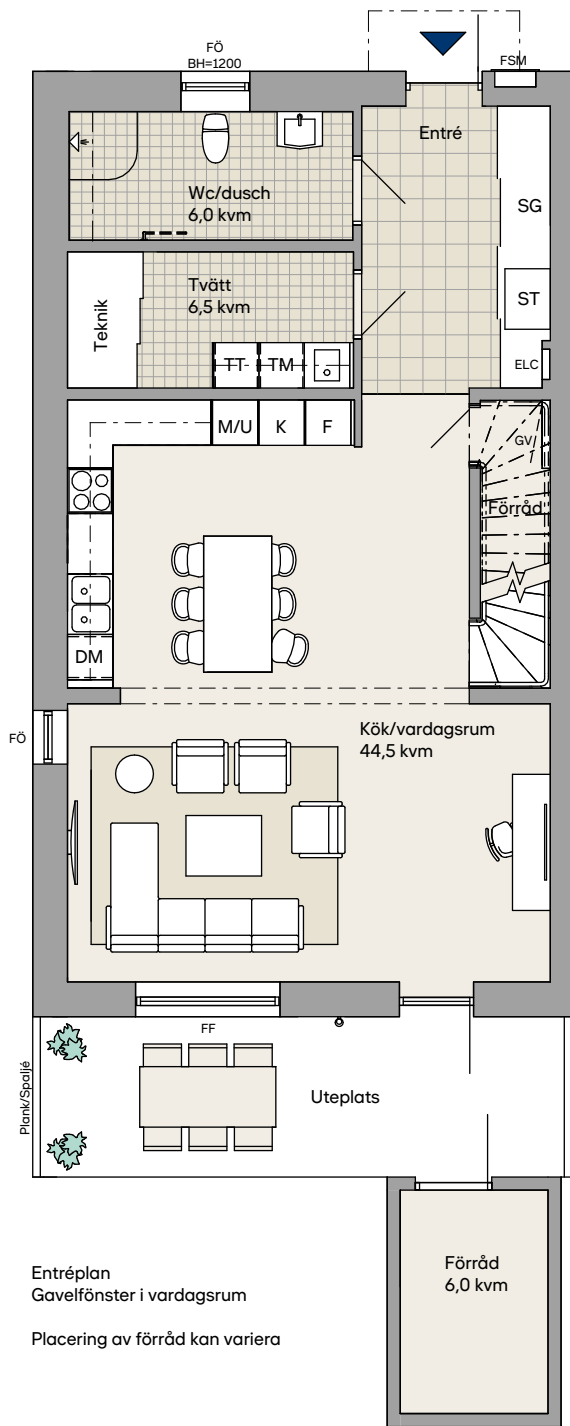 FÖ
BH=1200
FSM
Entré
Wc/dusch
6,0 kvm
SG
Teknik
Tvätt
6,5 kvm
ST
TT
TM
ELC
M/U
K
F
GV
Förråd
DM
FÖ
Kök/vardagsrum
44,5 kvm
FF
Plank/Spaljé
Uteplats
Förråd
6,0 kvm
Entréplan
Gavelfönster i vardagsrum
Placering av förråd kan variera